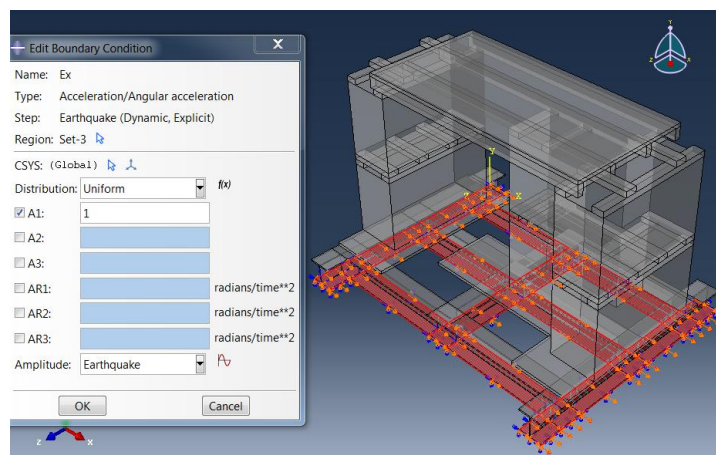 Edit Boundary Condition
X
Name: Ex
Type: Acceleration/Angular acceleration
Step: Earthquake (Dynamic, Explicit)
Region: Set-3
CSYS: (Global)
Distribution: Uniform f(x)
A1: 1
A2:
A3:
AR1: radians/time**2
AR2: radians/time**2
AR3: radians/time**2
Amplitude: Earthquake
OK Cancel
Y
Z X
Y
Z X
z x